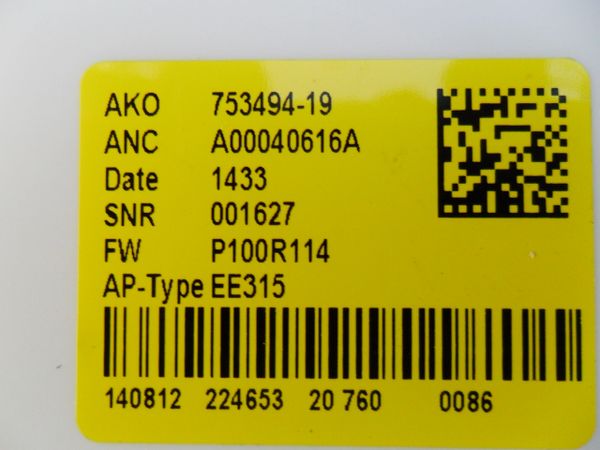 AKO 753494-19
ANC A00040616A
Date 1433
SNR 001627
FW P100R114
AP-Type EE315
140812 224653 20 760 0086